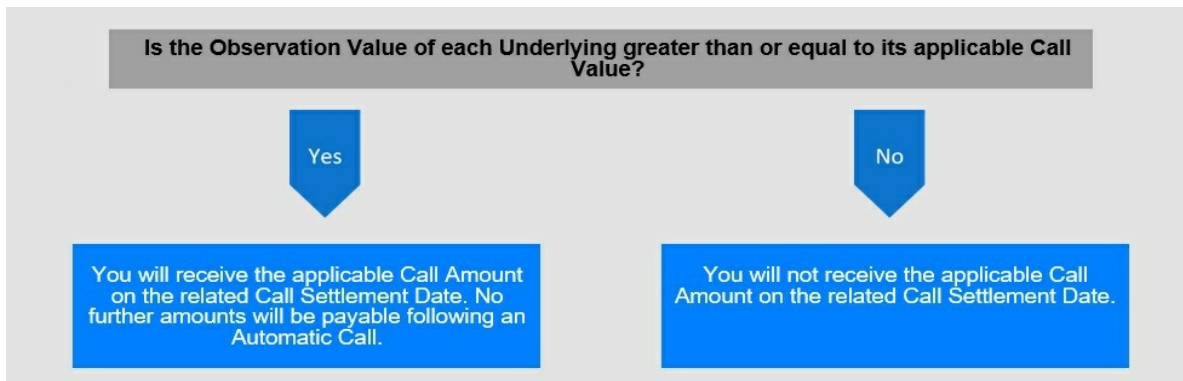 Is the Observation Value of each Underlying greater than or equal to its applicable Call
Value?
Yes
No
You will receive the applicable Call Amount
on the related Call Settlement Date. No
further amounts will be payable following an
Automatic Call.
You will not receive the applicable Call
Amount on the related Call Settlement Date.